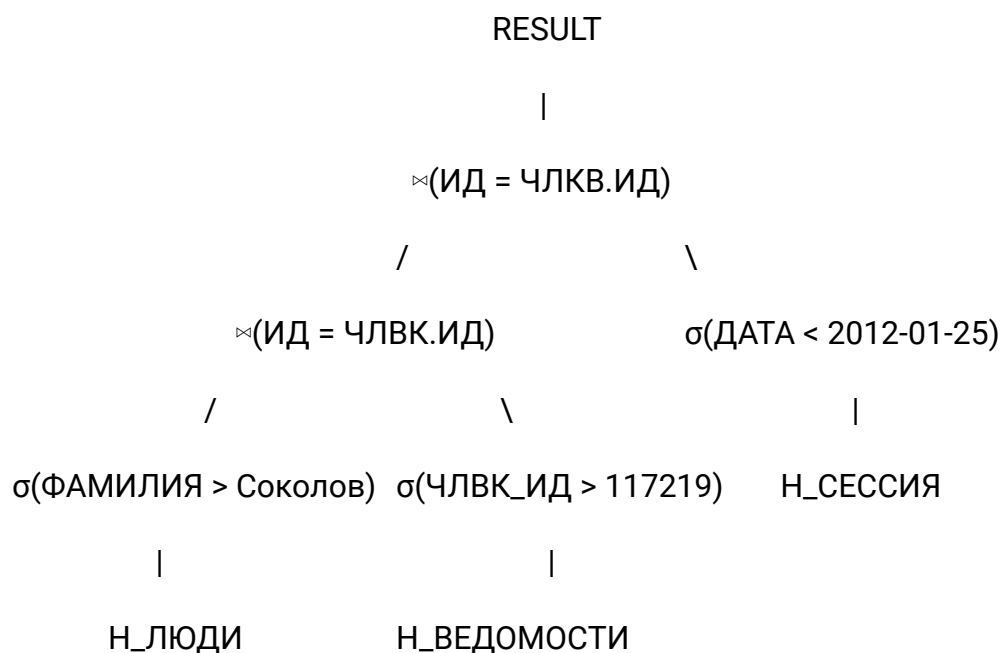 RESULT
|
⋈(ИД = ЧЛКВ.ИД)
/ \
⋈(ИД = ЧЛВК.ИД) σ(ДАТА < 2012-01-25)
/ \ |
σ(ФАМИЛИЯ > Соколов) σ(ЧЛВК_ИД > 117219) Н_СЕССИЯ
| |
Н_ЛЮДИ Н_ВЕДОМОСТИ